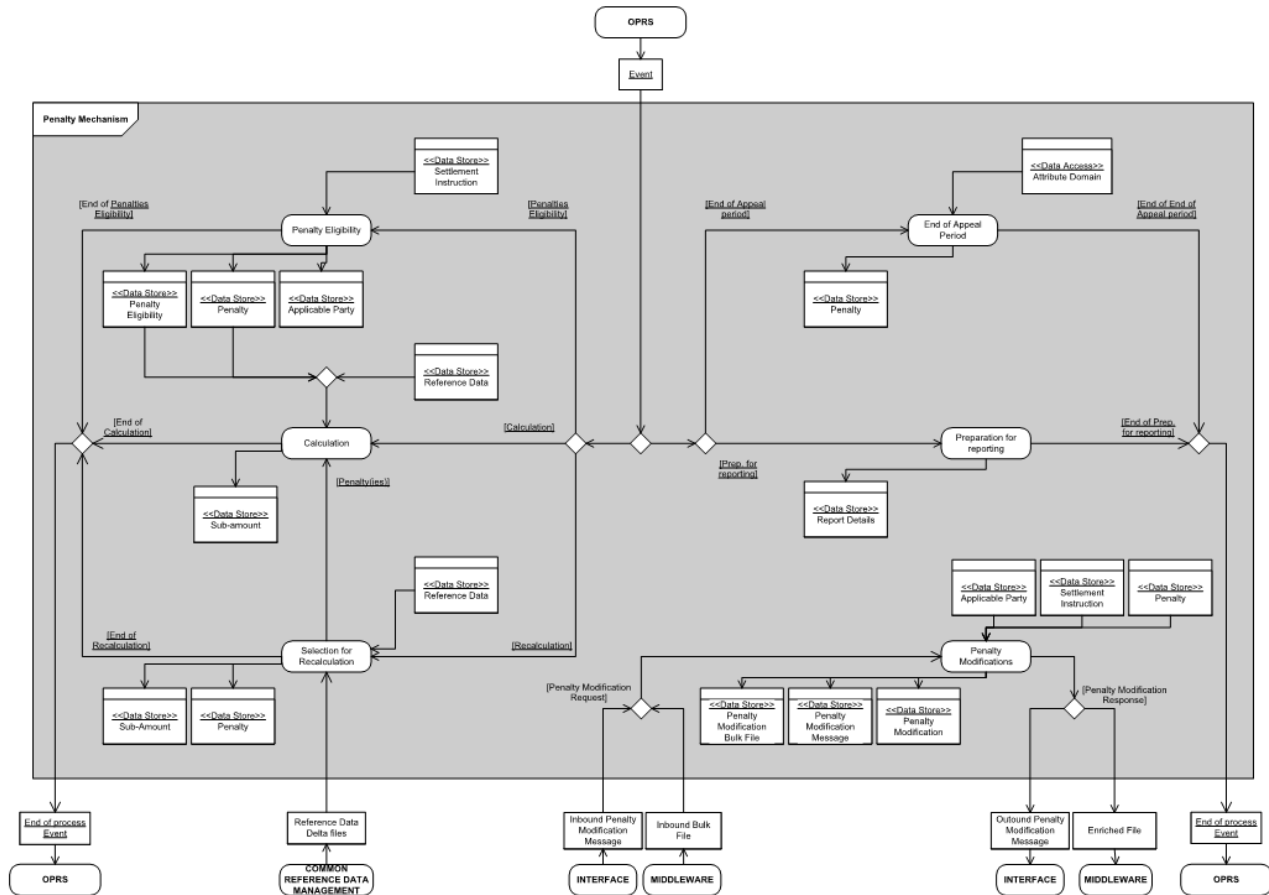 OPRS
Event
Penalty Mechanism
<<Data Store>>
Settlement
Instruction
<<Data Access>>
Attribute Domain
[End of Penalties
Eligibility]
[Penalties
Eligibility]
[End of Appeal
period]
[End of End of
Appeal period]
Penalty Eligibility
End of Appeal
Period
<<Data Store>>
Penalty
Eligibility
<<Data Store>>
Penalty
<<Data Store>>
Applicable Party
<<Data Store>>
Penalty
<<Data Store>>
Reference Data
[End of
Calculation]
Calculation
[Calculation]
[Prep. for
reporting]
Preparation for
reporting
[End of Prep.
for reporting]
[Penalty(ies)]
<<Data Store>>
Sub-amount
<<Data Store>>
Report Details
<<Data Store>>
Reference Data
<<Data Store>>
Applicable Party
<<Data Store>>
Settlement
Instruction
<<Data Store>>
Penalty
[End of
Recalculation]
Selection for
Recalculation
[Recalculation]
Penalty
Modifications
[Penalty Modification
Request]
[Penalty Modification
Response]
<<Data Store>>
Sub-Amount
<<Data Store>>
Penalty
<<Data Store>>
Penalty
Modification
Bulk File
<<Data Store>>
Penalty
Modification
Message
<<Data Store>>
Penalty
Modification
End of process
Event
Reference Data
Delta files
Inbound Penalty
Modification
Message
Inbound Bulk
File
Outound Penalty
Modification
Message
Enriched File
End of process
Event
OPRS
COMMON
REFERENCE DATA
MANAGEMENT
INTERFACE
MIDDLEWARE
INTERFACE
MIDDLEWARE
OPRS